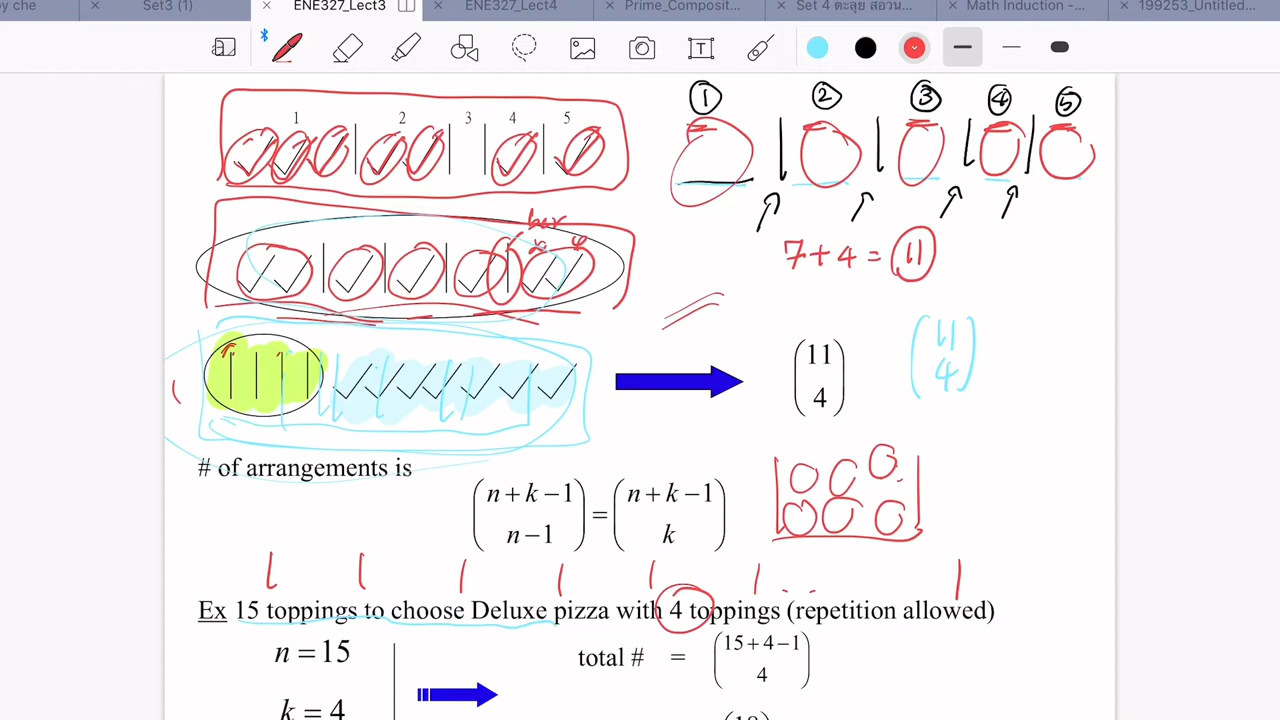 y che Set3 (1) ENE327_Lect3 ENE327_Lect4 Prime_Composit... Set 4 ตะลุย สอนว... Math Induction -... 199253_Untitled...
① ② ③ ④ ⑤
1 2 3 4 5
bar
7 + 4 = 11
(11 4) (11 4)
# of arrangements is
(n + k − 1 n − 1) = (n + k − 1 k)
Ex 15 toppings to choose Deluxe pizza with 4 toppings (repetition allowed)
n = 15
total # = (15 + 4 − 1 4)
k = 4